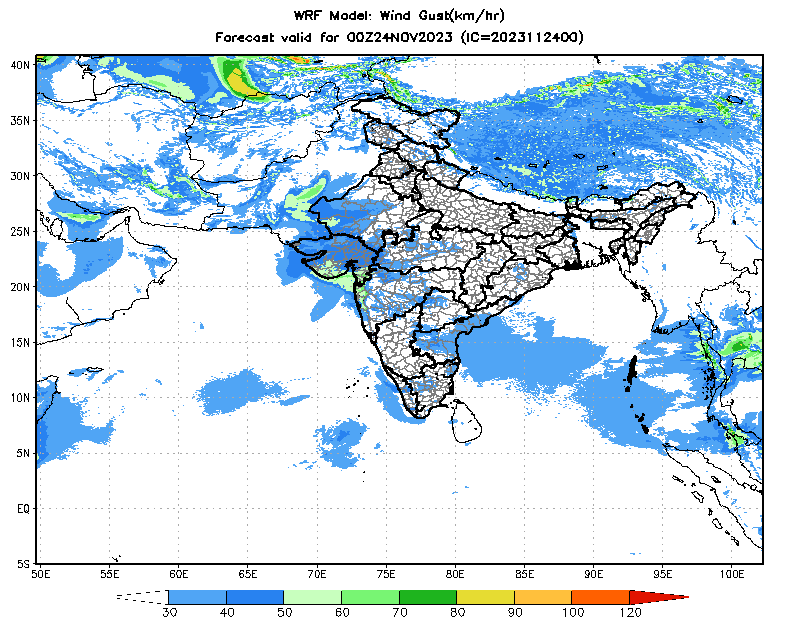 WRF Model: Wind Gust(km/hr)
Forecast valid for 00Z24NOV2023 (IC=2023112400)
40N
35N
30N
25N
20N
15N
10N
5N
EQ
5S
50E 55E 60E 65E 70E 75E 80E 85E 90E 95E 100E
30 40 50 60 70 80 90 100 120